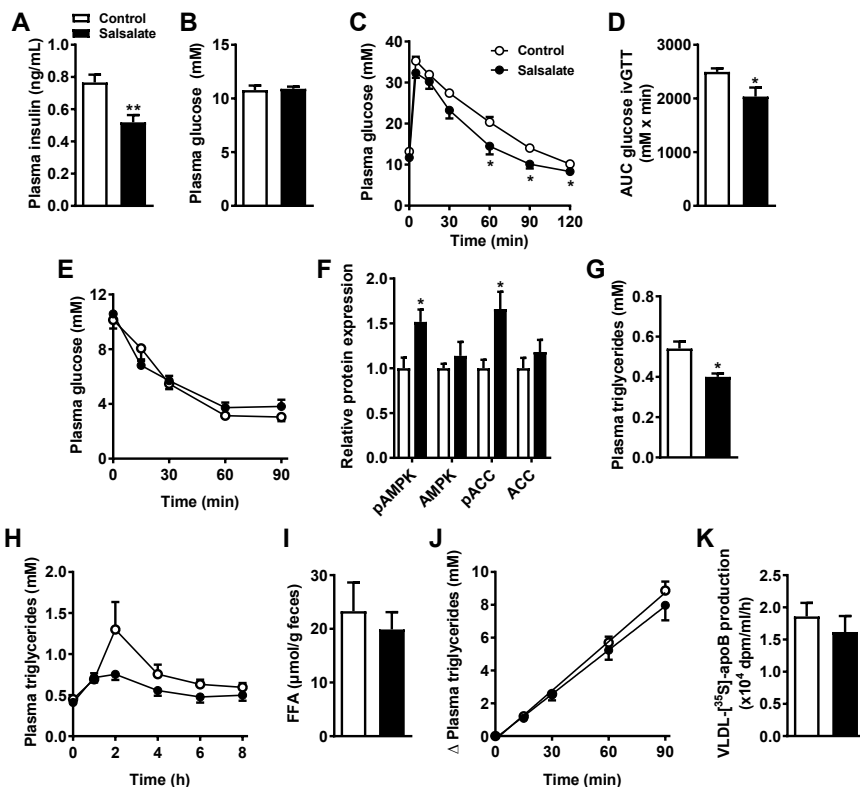 A
Control
Salsalate
Plasma insulin (ng/mL)
1.0
0.8
0.6
0.4
0.2
0.0
**
B
Plasma glucose (mM)
15
10
5
0
C
Plasma glucose (mM)
40
30
20
10
0
Control
Salsalate
*
*
*
0 30 60 90 120
Time (min)
D
AUC glucose ivGTT
(mM x min)
3000
2000
1000
0
*
E
Plasma glucose (mM)
12
8
4
0
0 30 60 90
Time (min)
F
Relative protein expression
2.0
1.5
1.0
0.5
0.0
*
*
pAMPK AMPK pACC ACC
G
Plasma triglycerides (mM)
0.8
0.6
0.4
0.2
0.0
*
H
Plasma triglycerides (mM)
2.0
1.5
1.0
0.5
0.0
0 2 4 6 8
Time (h)
I
FFA (µmol/g feces)
30
20
10
0
J
Δ Plasma triglycerides (mM)
10
8
6
4
2
0
0 15 30 45 60 75 90
Time (min)
K
VLDL-[³⁵S]-apoB production
(x10⁴ dpm/ml/h)
2.5
2.0
1.5
1.0
0.5
0.0